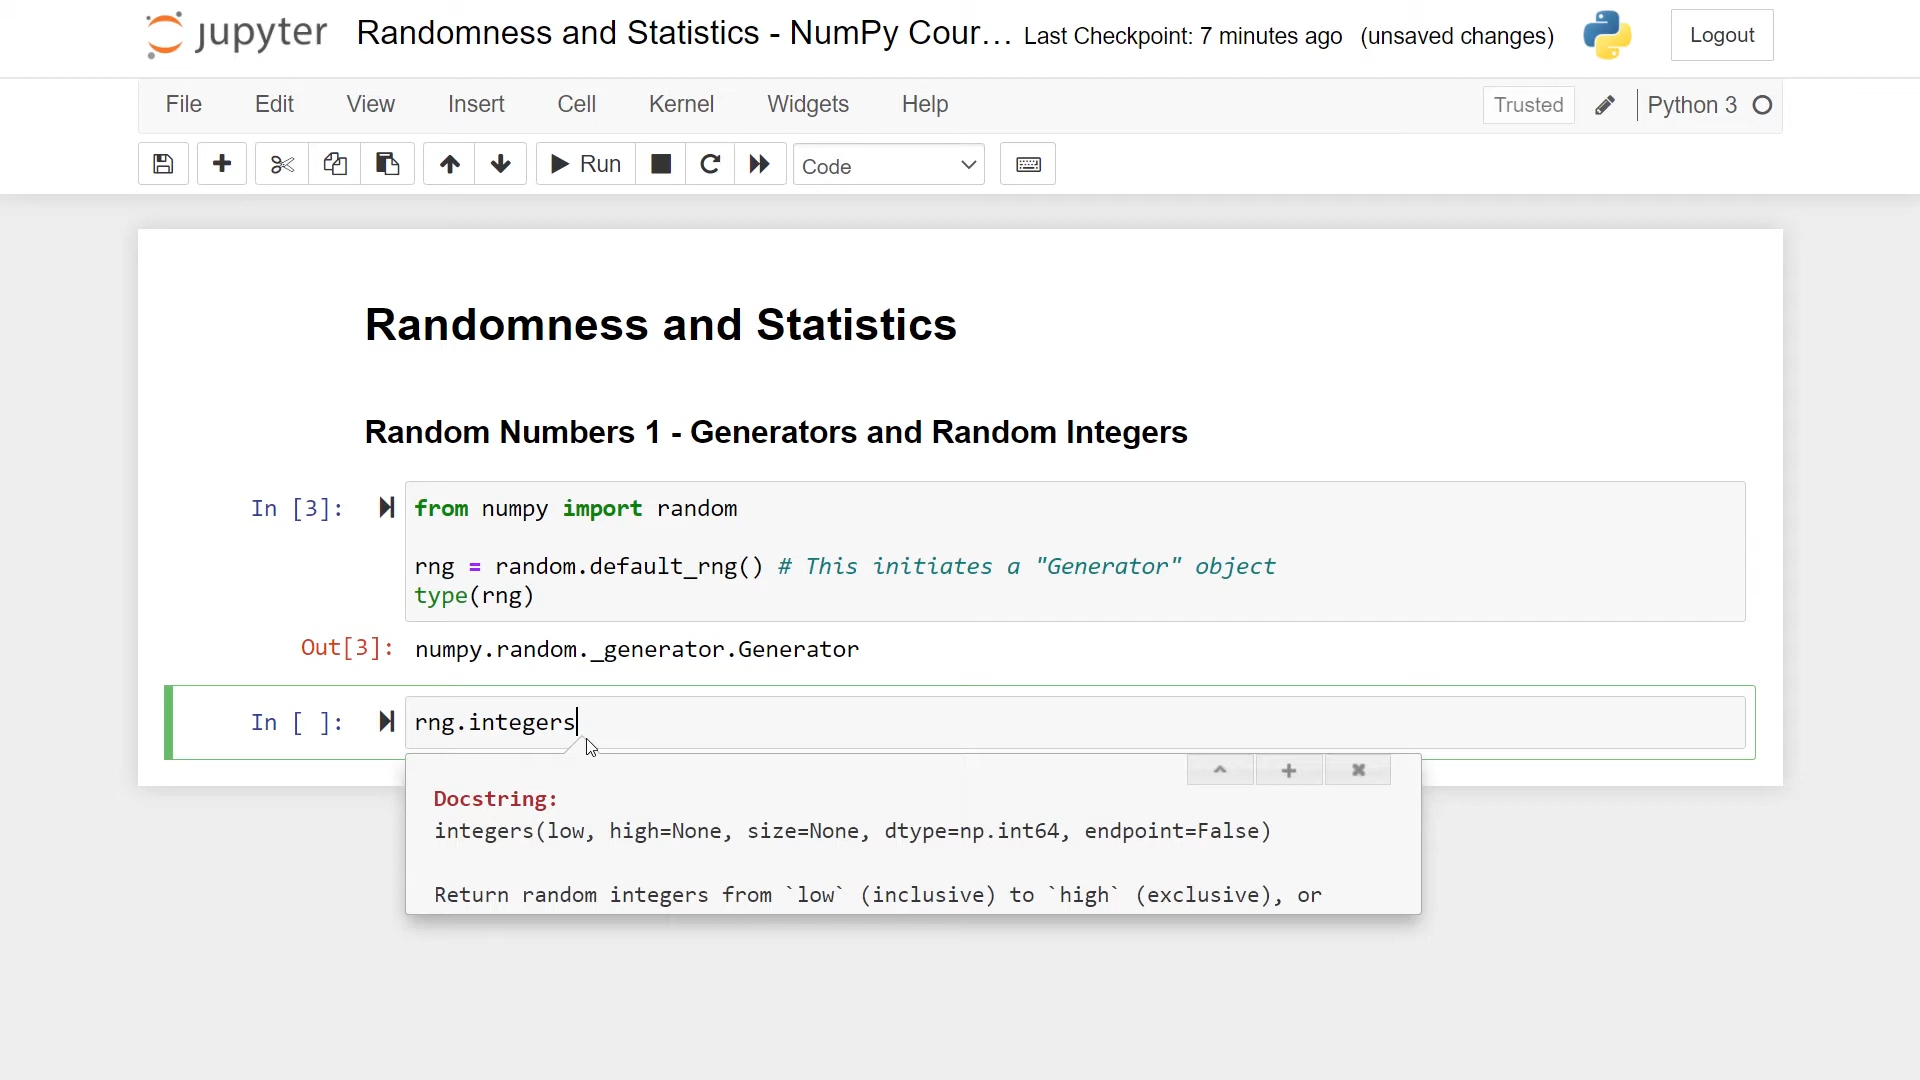 jupyter Randomness and Statistics - NumPy Cour... Last Checkpoint: 7 minutes ago (unsaved changes) Logout
File Edit View Insert Cell Kernel Widgets Help Trusted Python 3
Run Code
Randomness and Statistics
Random Numbers 1 - Generators and Random Integers
In [3]: from numpy import random
rng = random.default_rng() # This initiates a "Generator" object
type(rng)
Out[3]: numpy.random._generator.Generator
In [ ]: rng.integers
Docstring:
integers(low, high=None, size=None, dtype=np.int64, endpoint=False)
Return random integers from `low` (inclusive) to `high` (exclusive), or